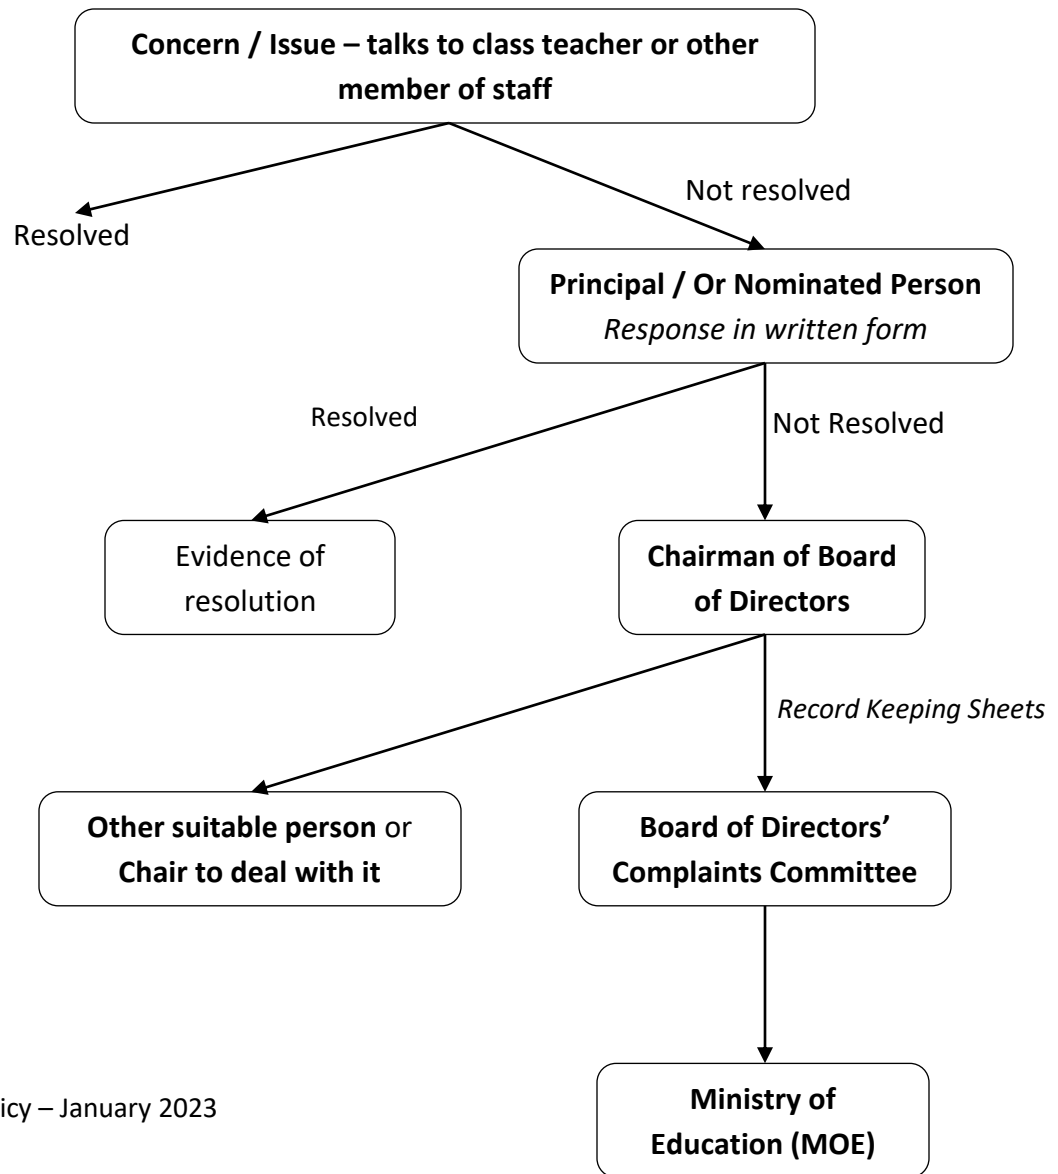 Concern / Issue – talks to class teacher or other
member of staff
Not resolved
Resolved
Principal / Or Nominated Person
Response in written form
Resolved
Not Resolved
Evidence of
resolution
Chairman of Board
of Directors
Record Keeping Sheets
Other suitable person or
Chair to deal with it
Board of Directors’
Complaints Committee
icy – January 2023
Ministry of
Education (MOE)